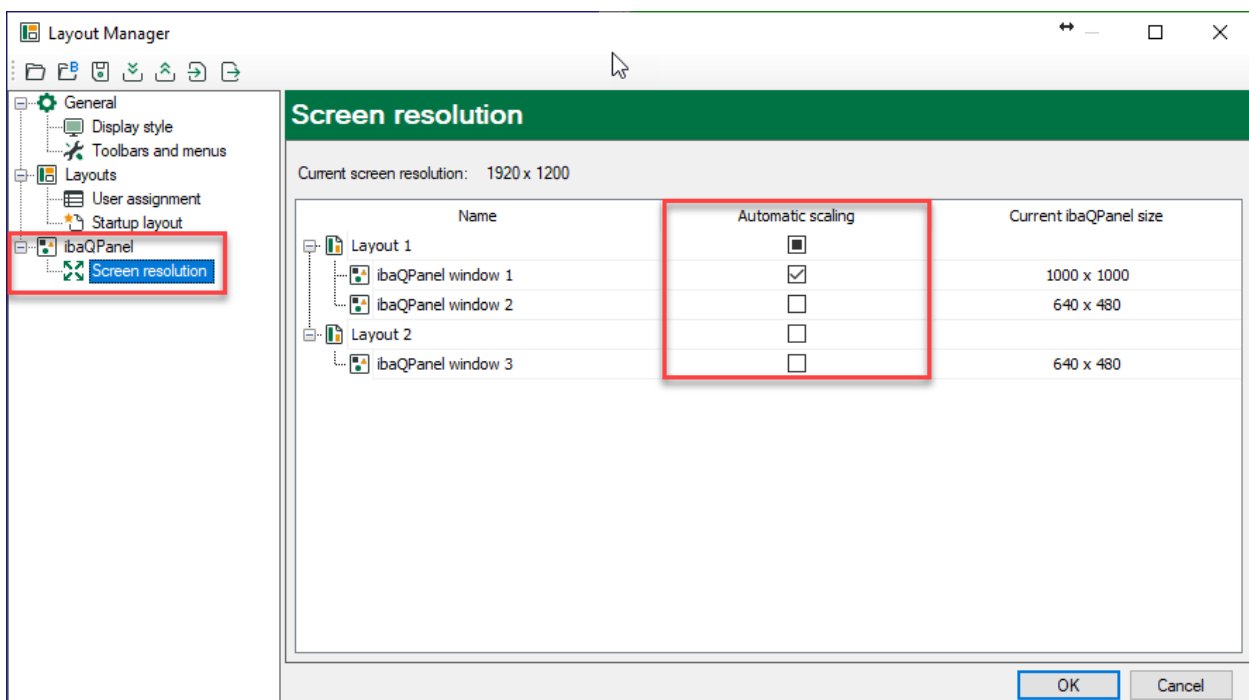 Layout Manager
General
Display style
Toolbars and menus
Layouts
User assignment
Startup layout
ibaQPanel
Screen resolution
Screen resolution
Current screen resolution: 1920 x 1200
Name Automatic scaling Current ibaQPanel size
Layout 1
ibaQPanel window 1 1000 x 1000
ibaQPanel window 2 640 x 480
Layout 2
ibaQPanel window 3 640 x 480
OK Cancel